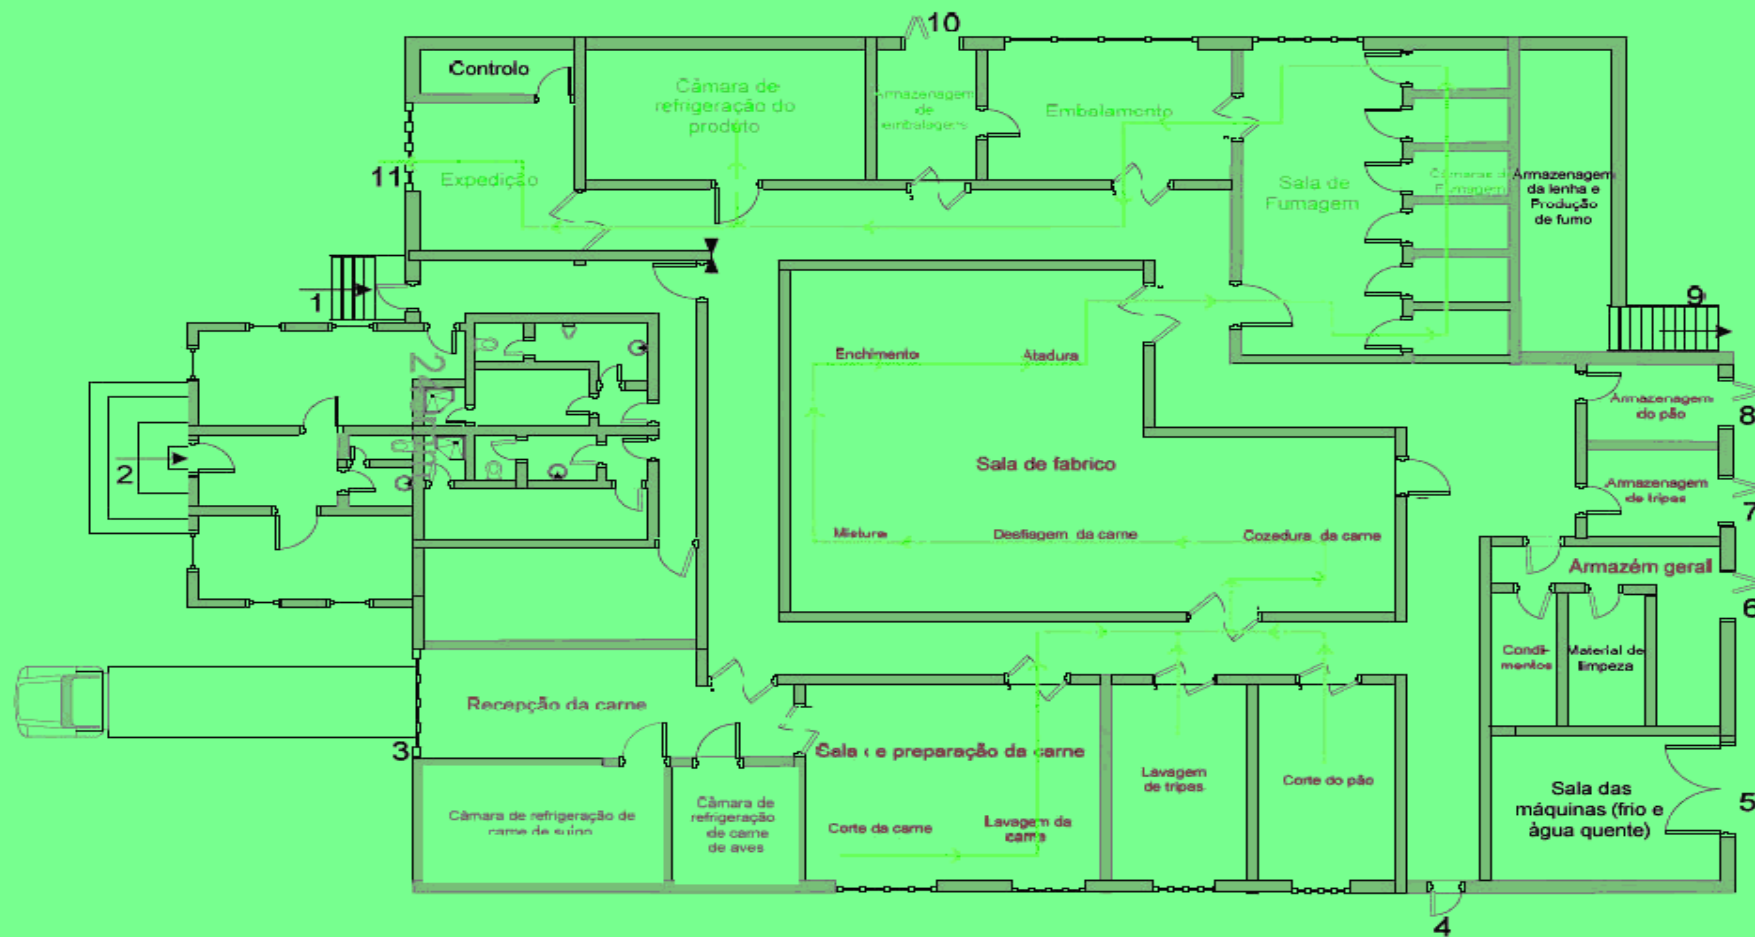 10
Controlo
Câmara de
refrigeração do
produto
Armazenagem
de
embalagens
Embalamento
11
Expedição
Sala de
Fumagem
Câmaras de
Fumagem
Armazenagem
da lenha e
Produção
de fumo
1
9
Enchimento
Atadura
Armazenagem
do pão
8
2
Sala de fabrico
Armazenagem
de tripas
7
Mistura
Desfiagem da carne
Cozedura da carne
Armazém geral
6
Condi-
mentos
Material de
limpeza
Recepção da carne
3
Sala de preparação da carne
Lavagem
de tripas
Corte do pão
Sala das
máquinas (frio e
água quente)
5
Câmara de refrigeração de
carne de suíno
Câmara de
refrigeração
de carne
de aves
Corte da carne
Lavagem da
carne
4